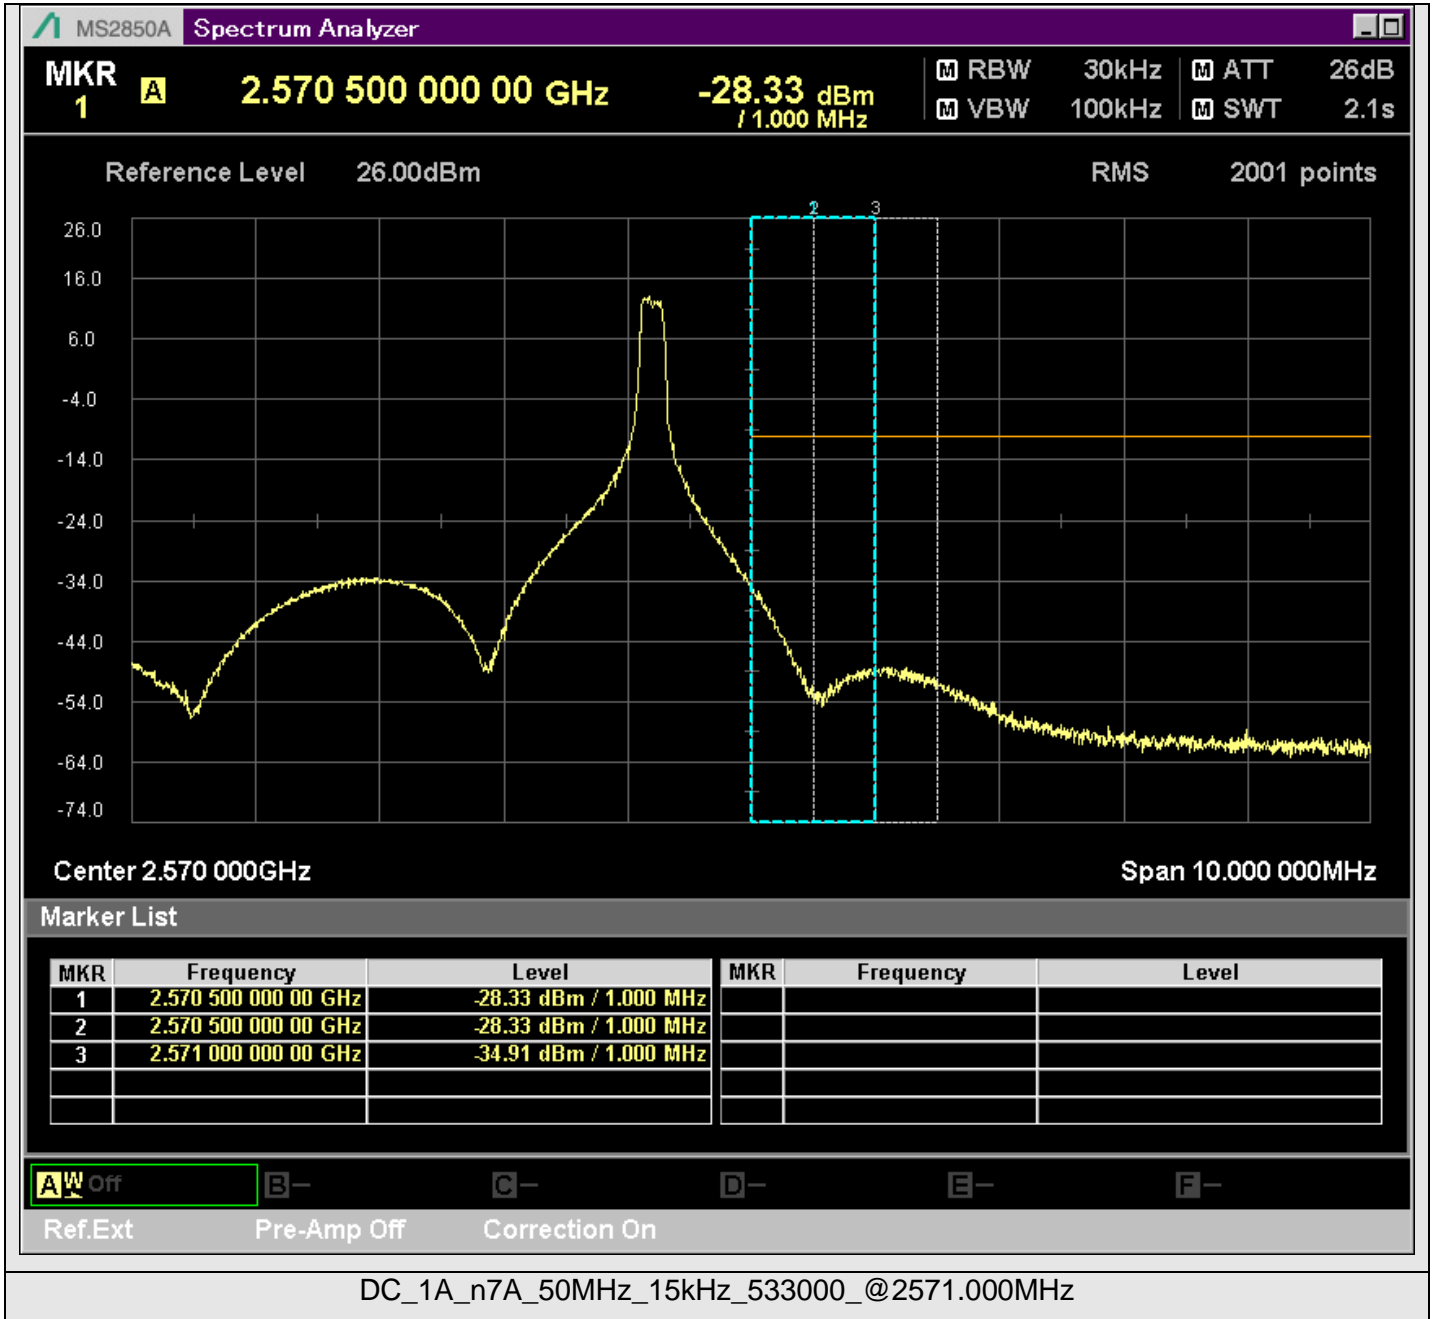 MS2850A Spectrum Analyzer
MKR 1 A 2.570 500 000 00 GHz -28.33 dBm / 1.000 MHz
M RBW 30kHz M ATT 26dB
M VBW 100kHz M SWT 2.1s
Reference Level 26.00dBm RMS 2001 points
2 3
26.0
16.0
6.0
-4.0
-14.0
-24.0
-34.0
-44.0
-54.0
-64.0
-74.0
Center 2.570 000GHz Span 10.000 000MHz
Marker List
MKR Frequency Level MKR Frequency Level
1 2.570 500 000 00 GHz -28.33 dBm / 1.000 MHz
2 2.570 500 000 00 GHz -28.33 dBm / 1.000 MHz
3 2.571 000 000 00 GHz -34.91 dBm / 1.000 MHz
A W Off B - C - D - E - F -
Ref.Ext Pre-Amp Off Correction On
DC_1A_n7A_50MHz_15kHz_533000_@2571.000MHz